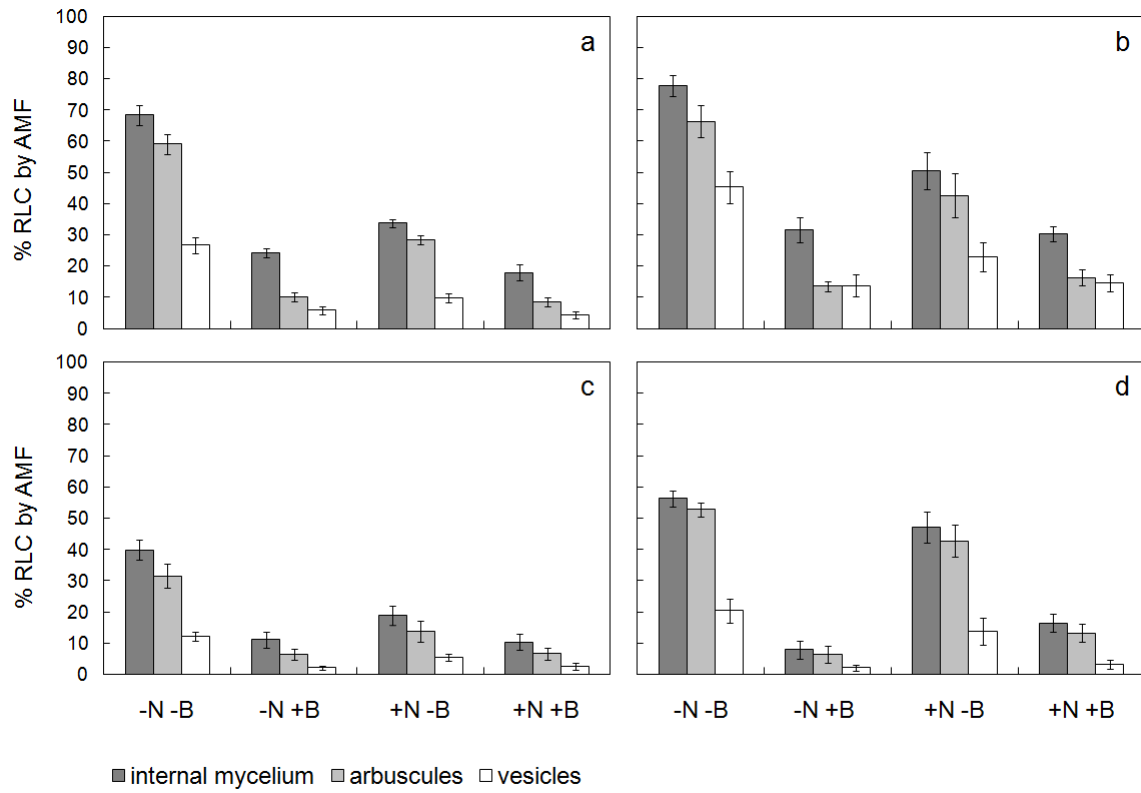 100
90
80
70
60
50
40
30
20
10
0
% RLC by AMF
a
b
100
90
80
70
60
50
40
30
20
10
0
% RLC by AMF
c
d
-N -B -N +B +N -B +N +B -N -B -N +B +N -B +N +B
internal mycelium arbuscules vesicles